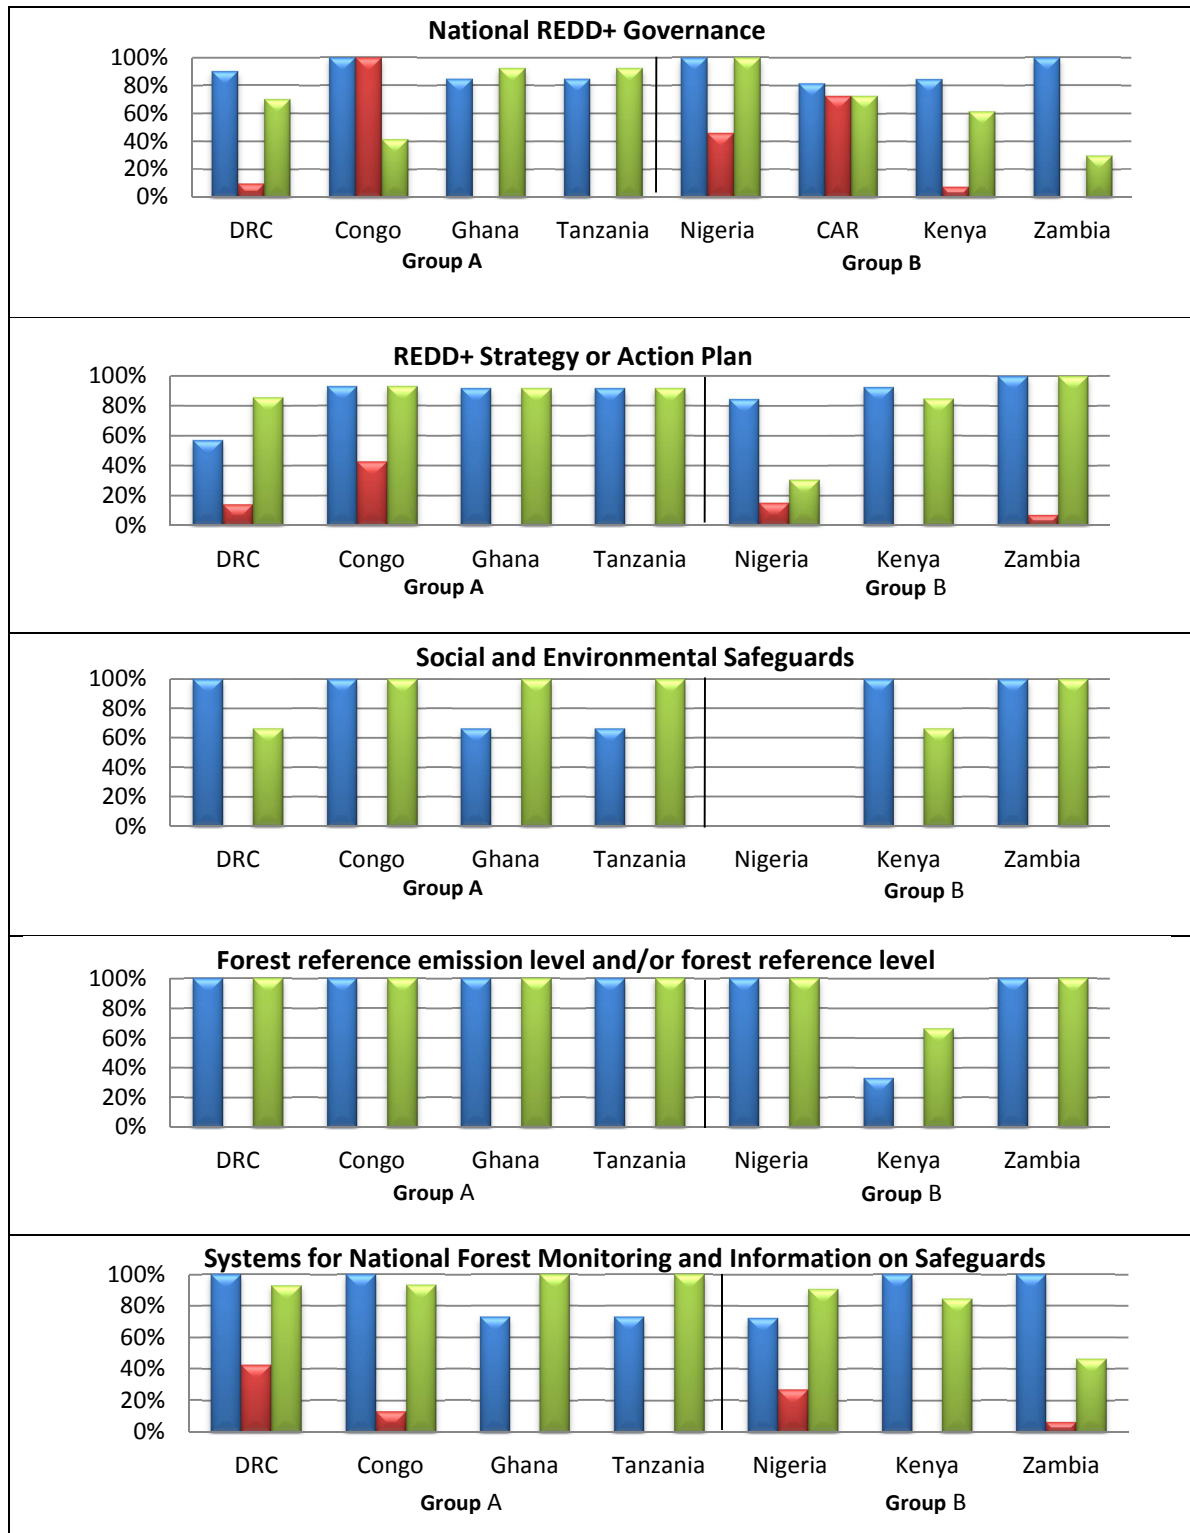 National REDD+ Governance
100%
80%
60%
40%
20%
0%
DRC Congo Ghana Tanzania Nigeria CAR Kenya Zambia
Group A Group B
REDD+ Strategy or Action Plan
100%
80%
60%
40%
20%
0%
DRC Congo Ghana Tanzania Nigeria Kenya Zambia
Group A Group B
Social and Environmental Safeguards
100%
80%
60%
40%
20%
0%
DRC Congo Ghana Tanzania Nigeria Kenya Zambia
Group A Group B
Forest reference emission level and/or forest reference level
100%
80%
60%
40%
20%
0%
DRC Congo Ghana Tanzania Nigeria Kenya Zambia
Group A Group B
Systems for National Forest Monitoring and Information on Safeguards
100%
80%
60%
40%
20%
0%
DRC Congo Ghana Tanzania Nigeria Kenya Zambia
Group A Group B